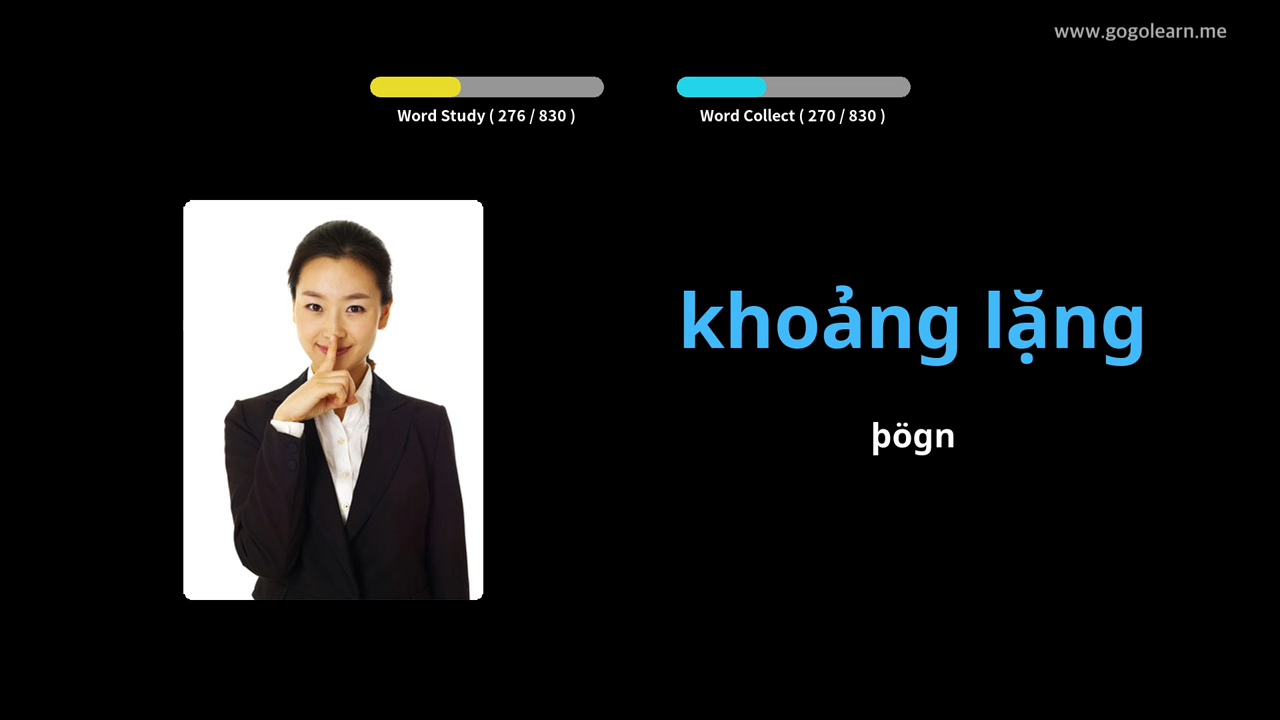 www.gogolearn.me
Word Study ( 276 / 830 )
Word Collect ( 270 / 830 )
khoảng lặng
þögn